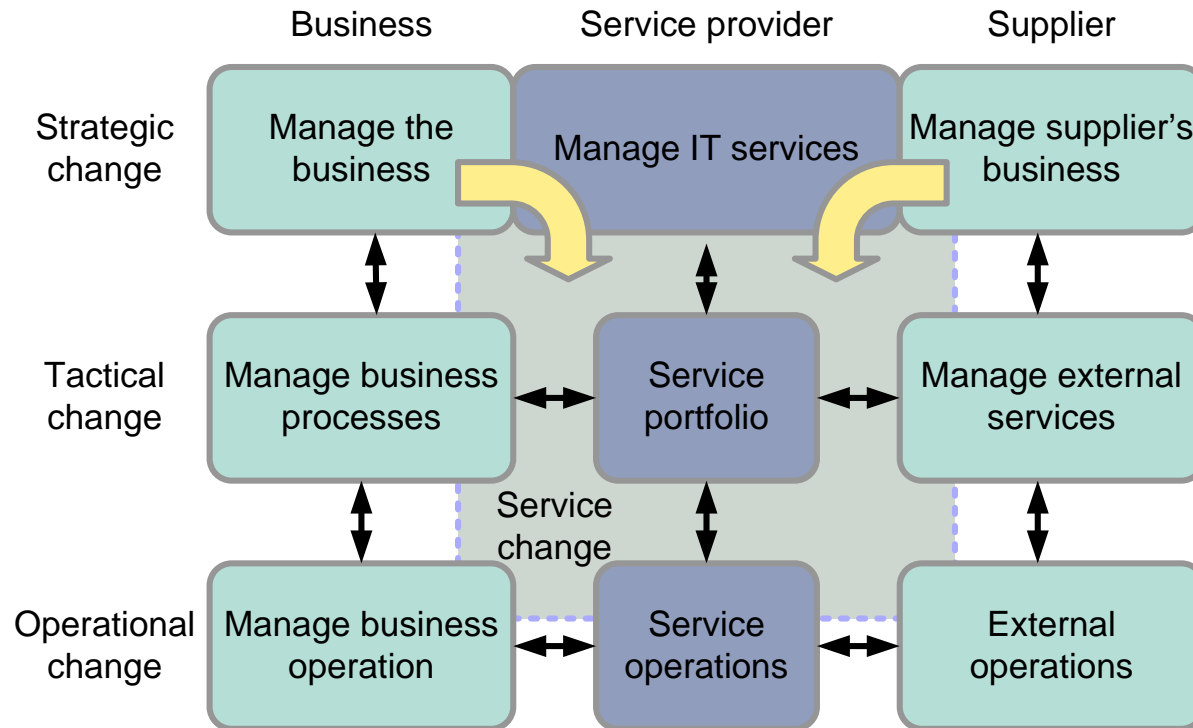 Business
Service provider
Supplier
Strategic
change
Manage the
business
Manage IT services
Manage supplier's
business
Tactical
change
Manage business
processes
Service
portfolio
Manage external
services
Service
change
Operational
change
Manage business
operation
Service
operations
External
operations